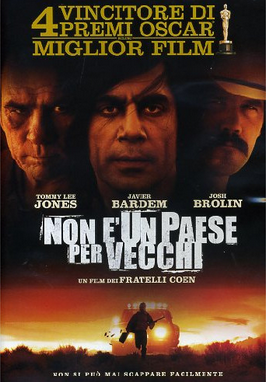 4 VINCITORE DI
PREMI OSCAR
MIGLIOR FILM
TOMMY LEE
JONES
JAVIER
BARDEM
JOSH
BROLIN
NON E'UN PAESE
PER VECCHI
UN FILM DEI FRATELLI COEN
NON SI PUÒ MAI SCAPPARE FACILMENTE